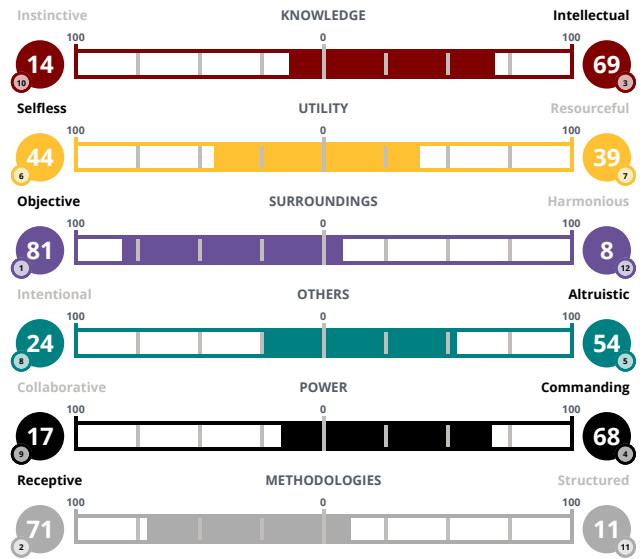 Instinctive KNOWLEDGE Intellectual
100 0 100
14 69
10 3
Selfless UTILITY Resourceful
100 0 100
44 39
6 7
Objective SURROUNDINGS Harmonious
100 0 100
81 8
1 12
Intentional OTHERS Altruistic
100 0 100
24 54
8 5
Collaborative POWER Commanding
100 0 100
17 68
9 4
Receptive METHODOLOGIES Structured
100 0 100
71 11
2 11